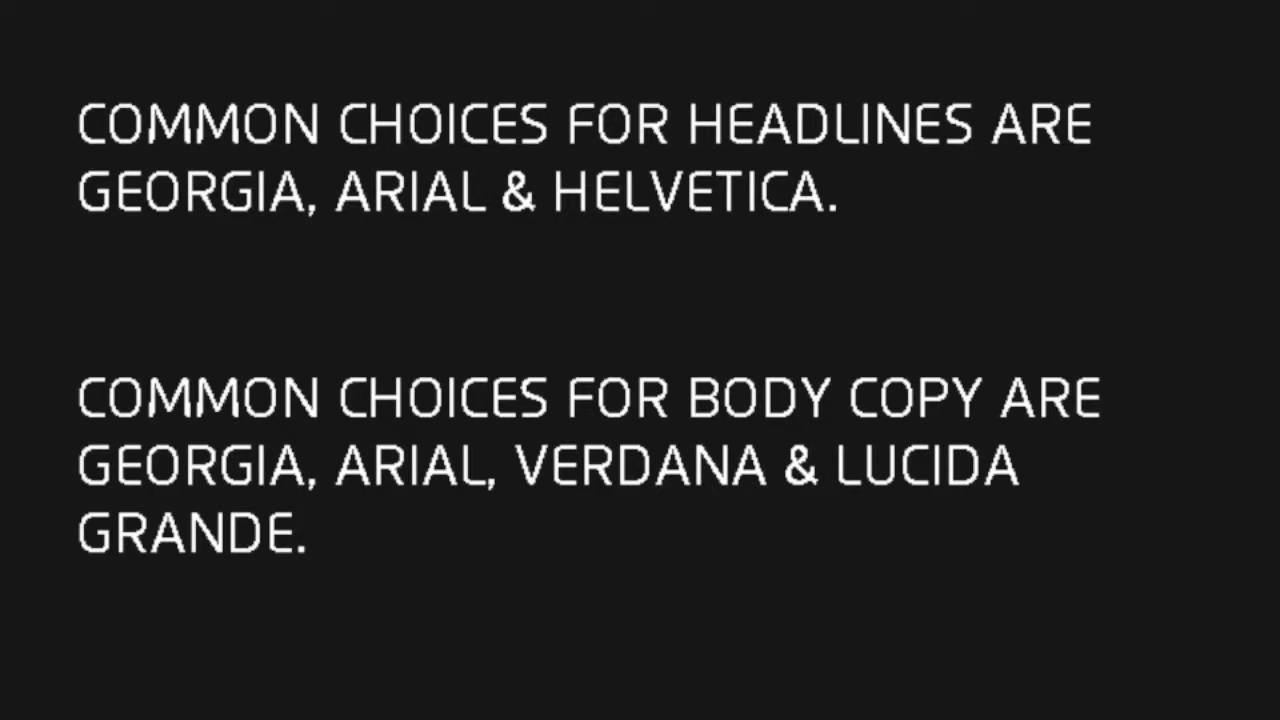 COMMON CHOICES FOR HEADLINES ARE
GEORGIA, ARIAL & HELVETICA.
COMMON CHOICES FOR BODY COPY ARE
GEORGIA, ARIAL, VERDANA & LUCIDA
GRANDE.